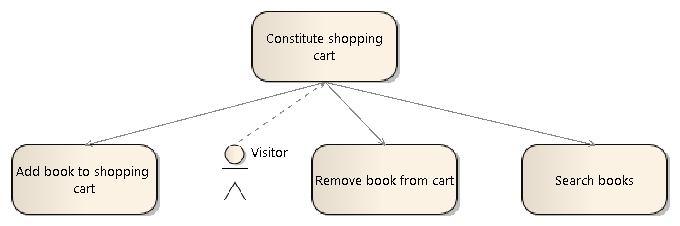 Constitute shopping
cart
Add book to shopping
cart
Visitor
Remove book from cart
Search books